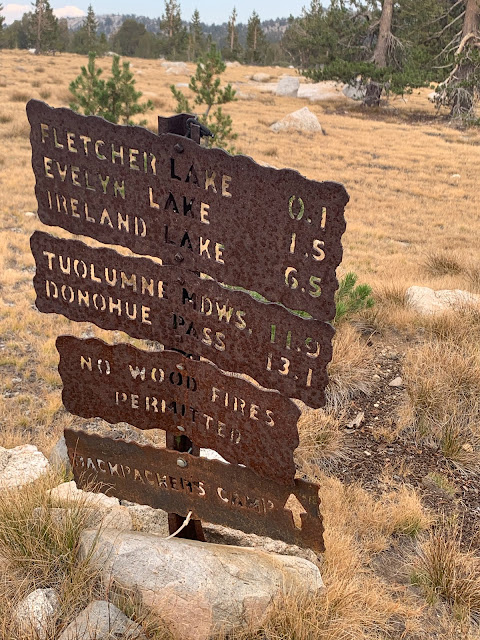 FLETCHER LAKE 0.1
EVELYN LAKE 1.5
IRELAND LAKE 6.5
TUOLUMNE MDWS. 11.9
DONOHUE PASS 13.1
NO WOOD FIRES
PERMITTED
BACKPACKERS CAMP ↑